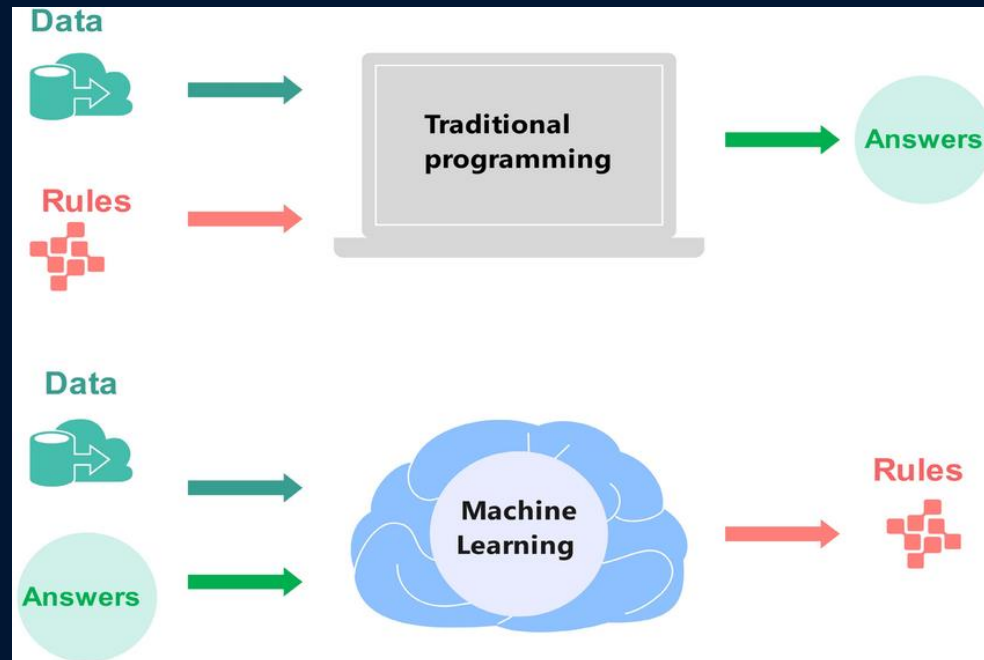 Data
Traditional
programming
Answers
Rules
Data
Machine
Learning
Rules
Answers